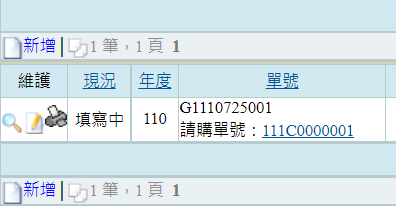 新增 1 筆，1 頁 1
維護 現況 年度 單號
填寫中 110 G1110725001
請購單號：111C0000001
新增 1 筆，1 頁 1